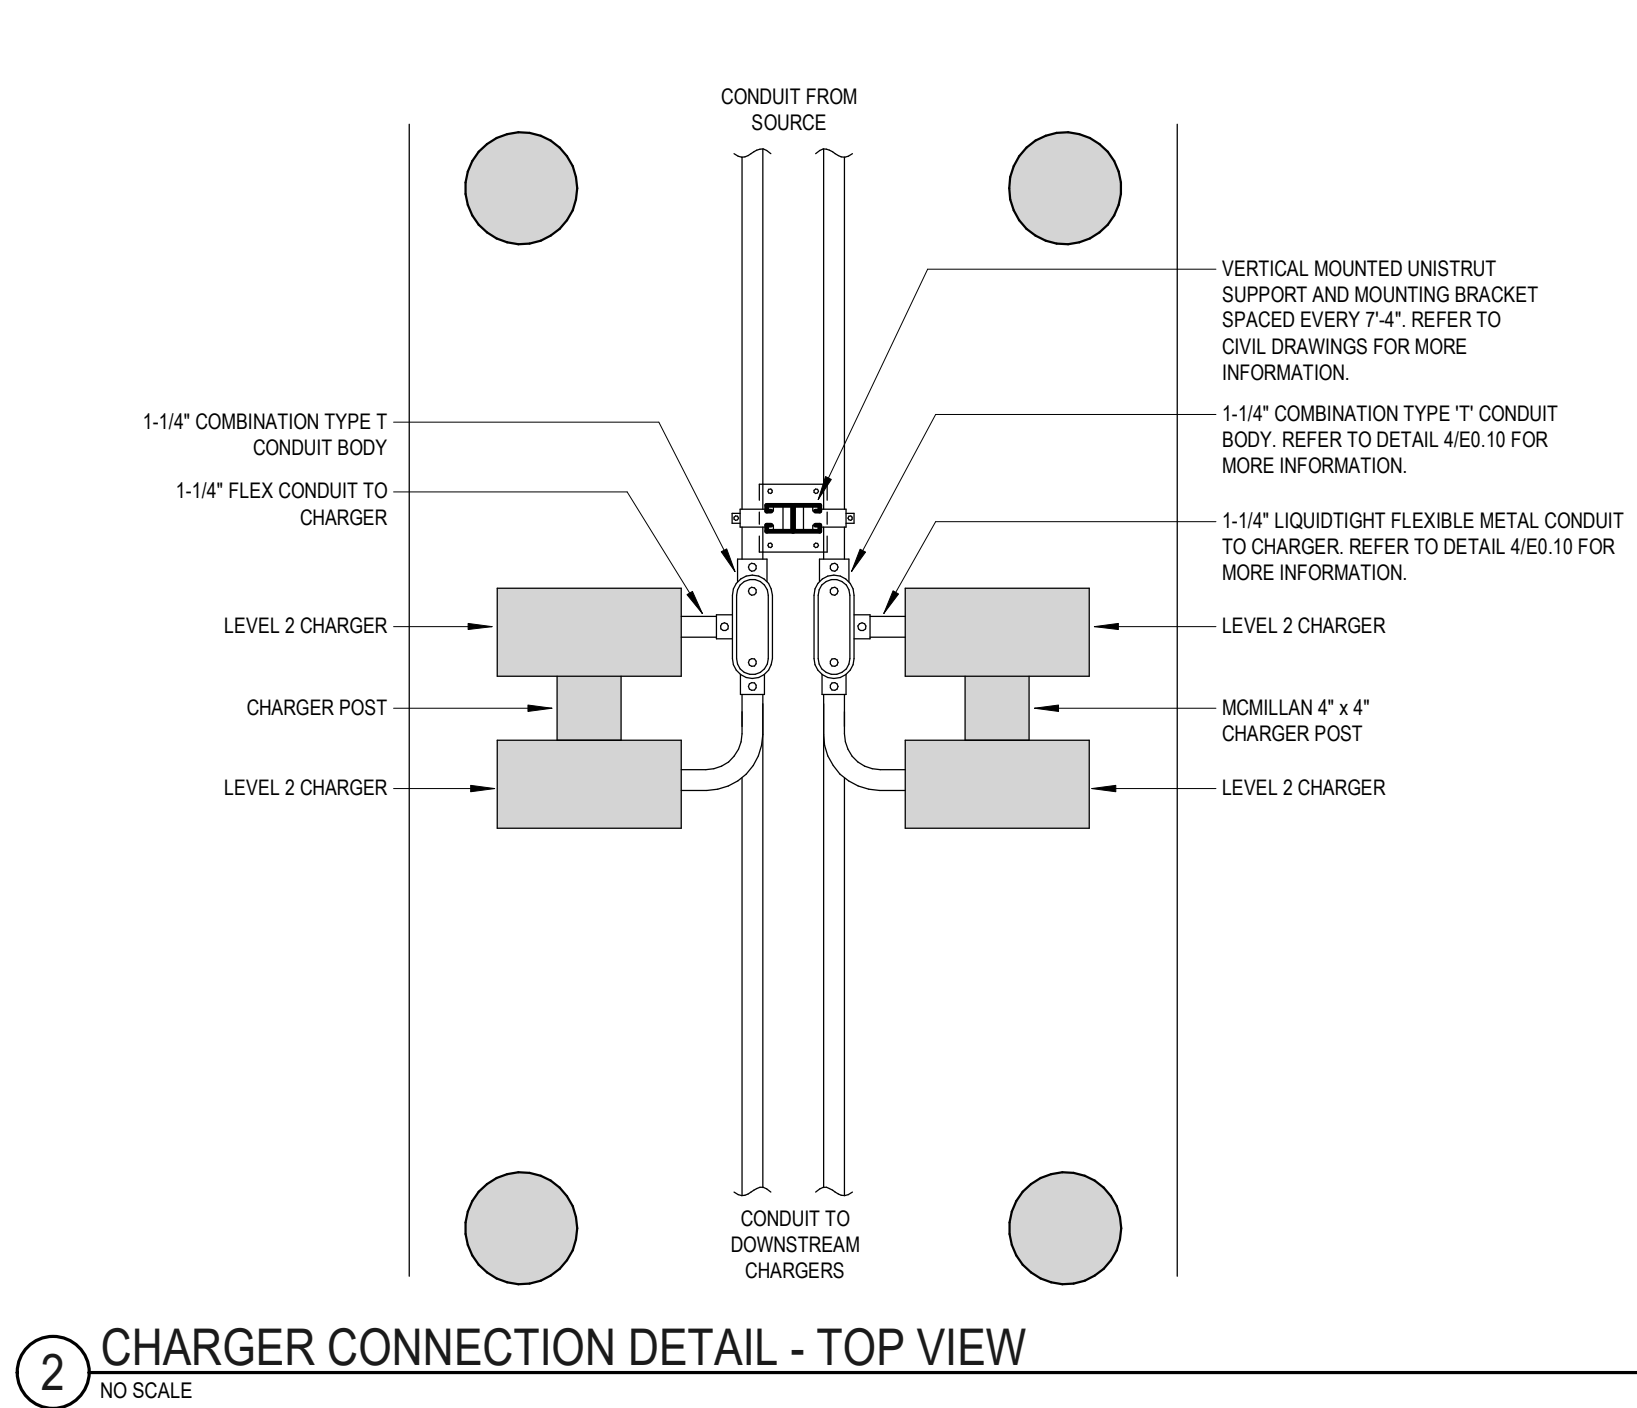 CONDUIT FROM
SOURCE
VERTICAL MOUNTED UNISTRUT
SUPPORT AND MOUNTING BRACKET
SPACED EVERY 7'-4". REFER TO
CIVIL DRAWINGS FOR MORE
INFORMATION.
1-1/4" COMBINATION TYPE T
CONDUIT BODY
1-1/4" COMBINATION TYPE 'T' CONDUIT
BODY. REFER TO DETAIL 4/E0.10 FOR
MORE INFORMATION.
1-1/4" FLEX CONDUIT TO
CHARGER
1-1/4" LIQUIDTIGHT FLEXIBLE METAL CONDUIT
TO CHARGER. REFER TO DETAIL 4/E0.10 FOR
MORE INFORMATION.
LEVEL 2 CHARGER
LEVEL 2 CHARGER
CHARGER POST
MCMILLAN 4" x 4"
CHARGER POST
LEVEL 2 CHARGER
LEVEL 2 CHARGER
CONDUIT TO
DOWNSTREAM
CHARGERS
2
CHARGER CONNECTION DETAIL - TOP VIEW
NO SCALE